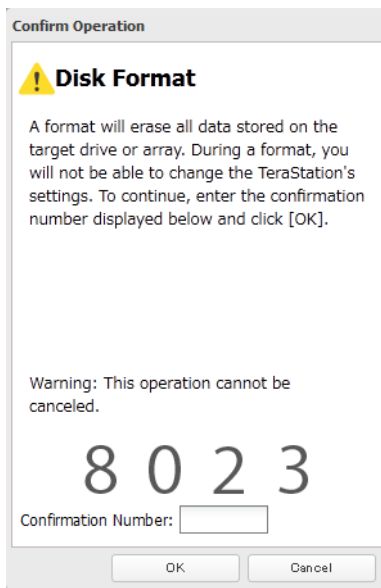 Confirm Operation
Disk Format
A format will erase all data stored on the
target drive or array. During a format, you
will not be able to change the TeraStation's
settings. To continue, enter the confirmation
number displayed below and click [OK].
Warning: This operation cannot be
canceled.
8 0 2 3
Confirmation Number:
OK
Cancel